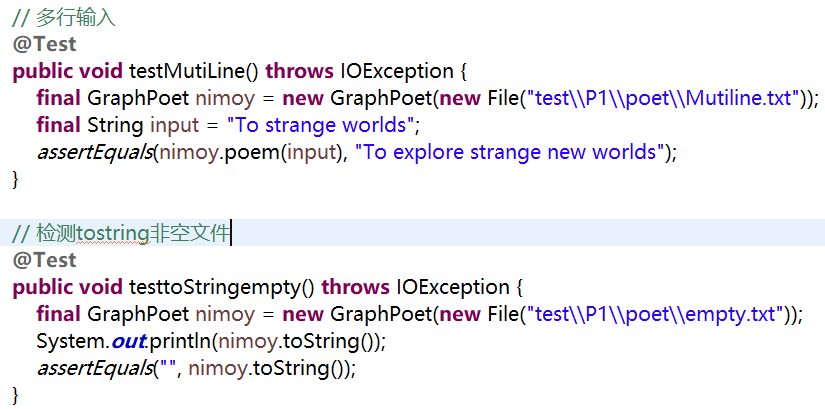 // 多行输入
@Test
public void testMutiLine() throws IOException {
final GraphPoet nimoy = new GraphPoet(new File("test\\P1\\poet\\Mutiline.txt"));
final String input = "To strange worlds";
assertEquals(nimoy.poem(input), "To explore strange new worlds");
}
// 检测tostring非空文件
@Test
public void testtoStringempty() throws IOException {
final GraphPoet nimoy = new GraphPoet(new File("test\\P1\\poet\\empty.txt"));
System.out.println(nimoy.toString());
assertEquals("", nimoy.toString());
}